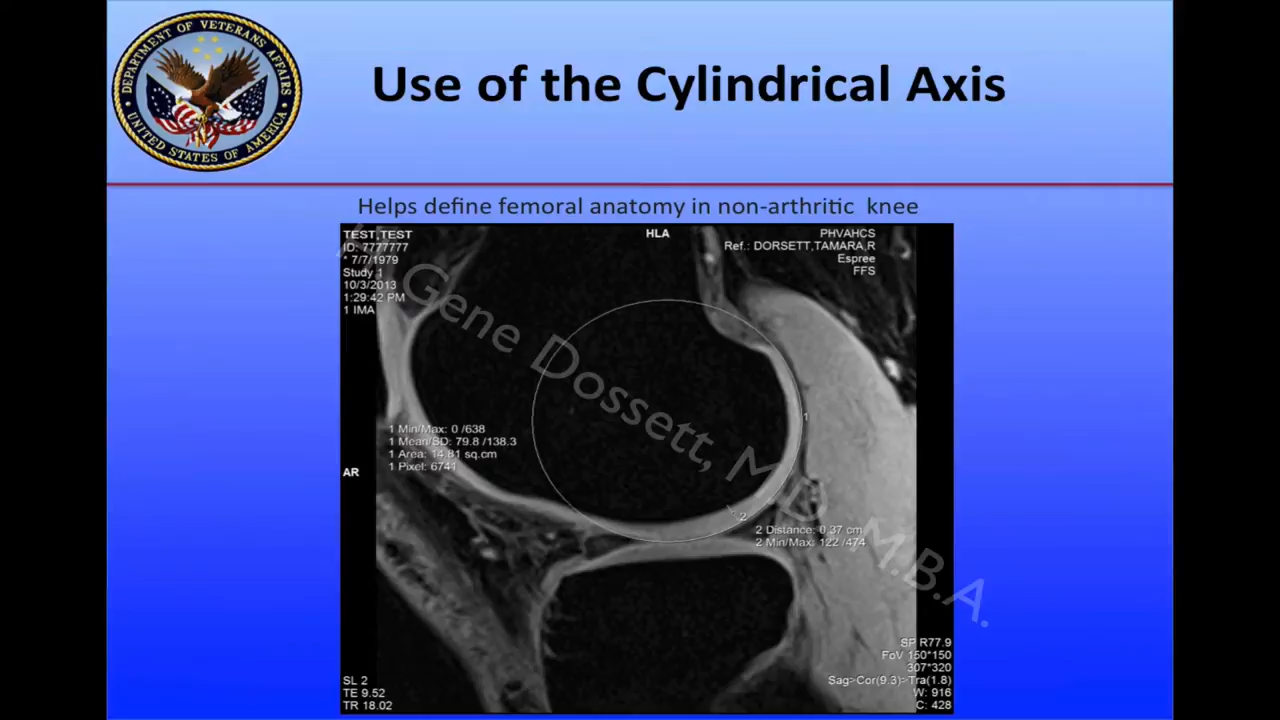 DEPARTMENT OF VETERANS AFFAIRS
UNITED STATES OF AMERICA
Use of the Cylindrical Axis
Helps define femoral anatomy in non-arthritic knee
TEST,TEST
ID: 7777777
* 7/7/1979
Study 1
10/3/2013
1:29:42 PM
1 IMA
HLA
PHVAHCS
Ref.: DORSETT,TAMARA,R
Espree
FFS
Gene Dossett, MD, M.B.A.
1
1 Min/Max: 0 /638
1 Mean/SD: 79.8 /138.3
1 Area: 14.81 sq.cm
1 Pixel: 6741
AR
2
2 Distance: 0.37 cm
2 Min/Max: 122 /474
SL 2
TE 9.52
TR 18.02
SP R77.9
FoV 150*150
307*320
Sag>Cor(9.3)>Tra(1.8)
W: 916
C: 428